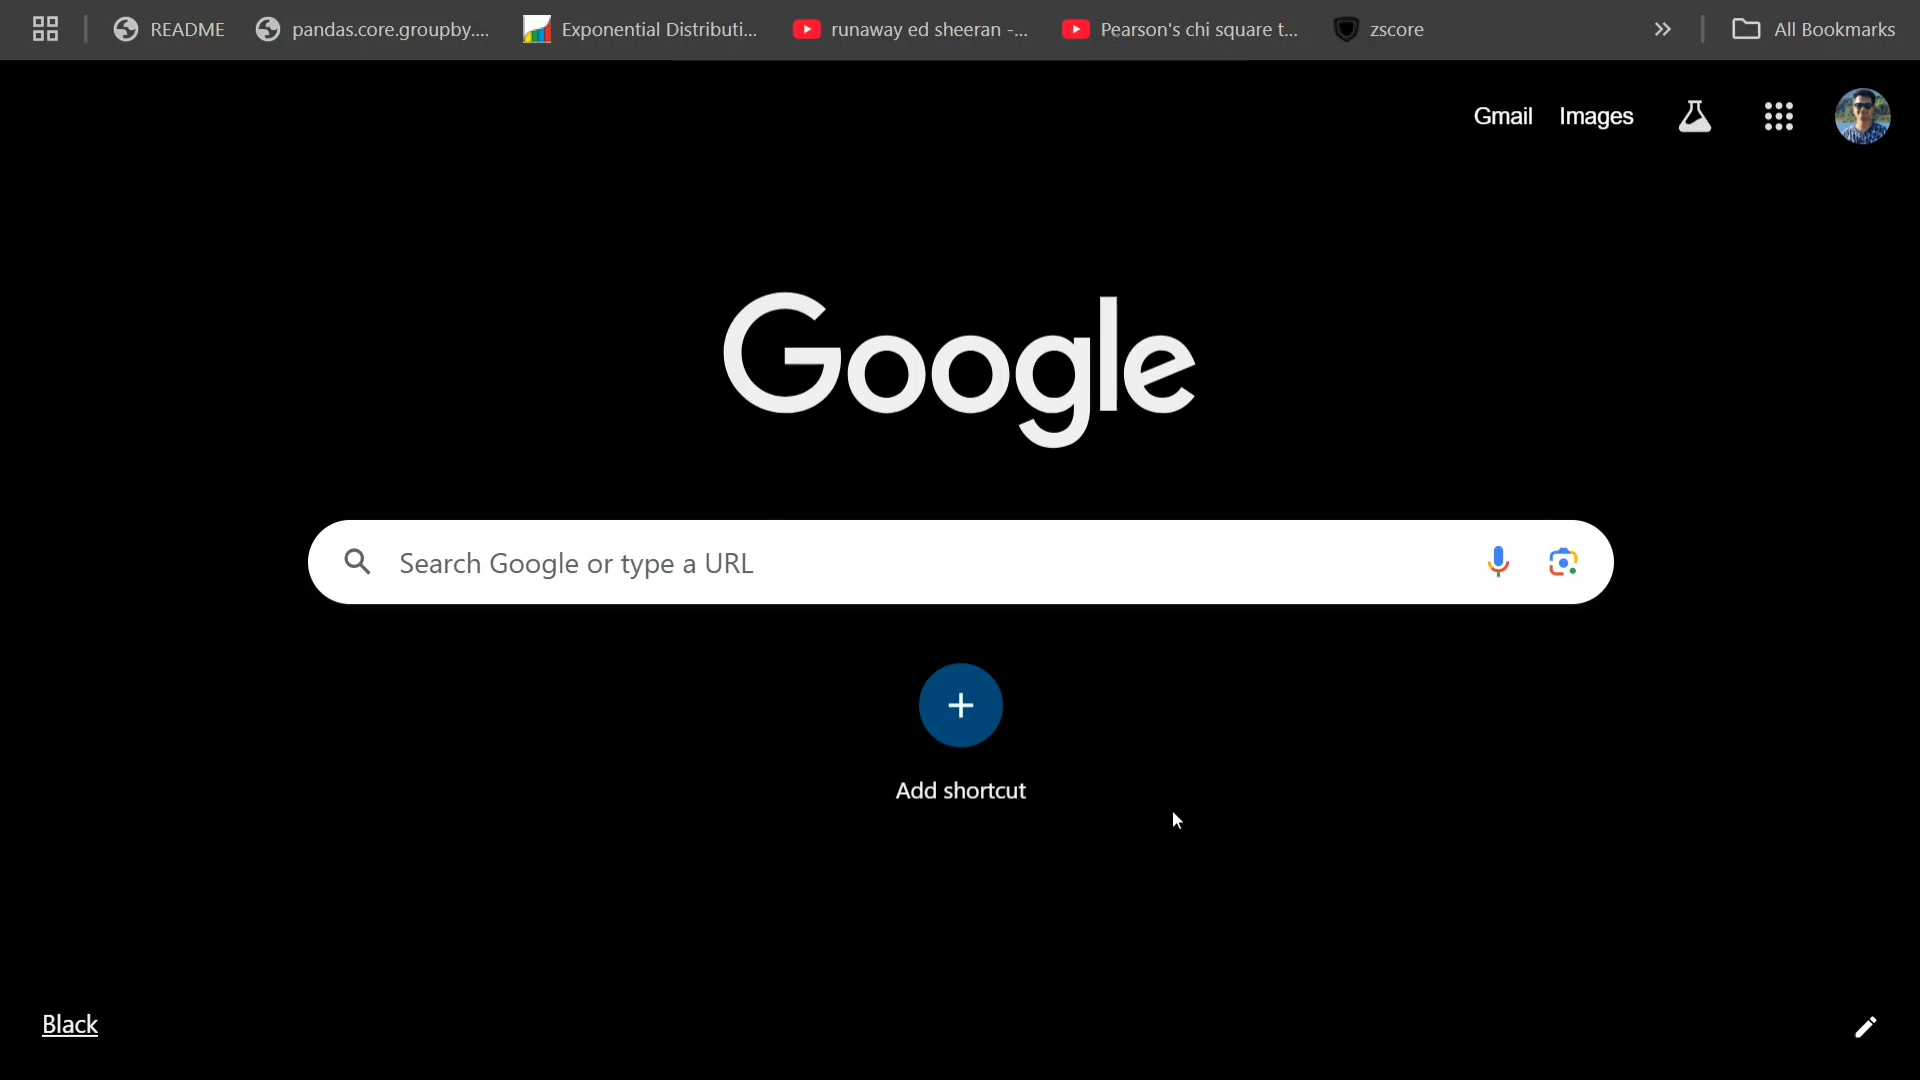 README
pandas.core.groupby....
Exponential Distributi...
runaway ed sheeran -...
Pearson's chi square t...
zscore
All Bookmarks
Gmail
Images
Google
Search Google or type a URL
Add shortcut
Black